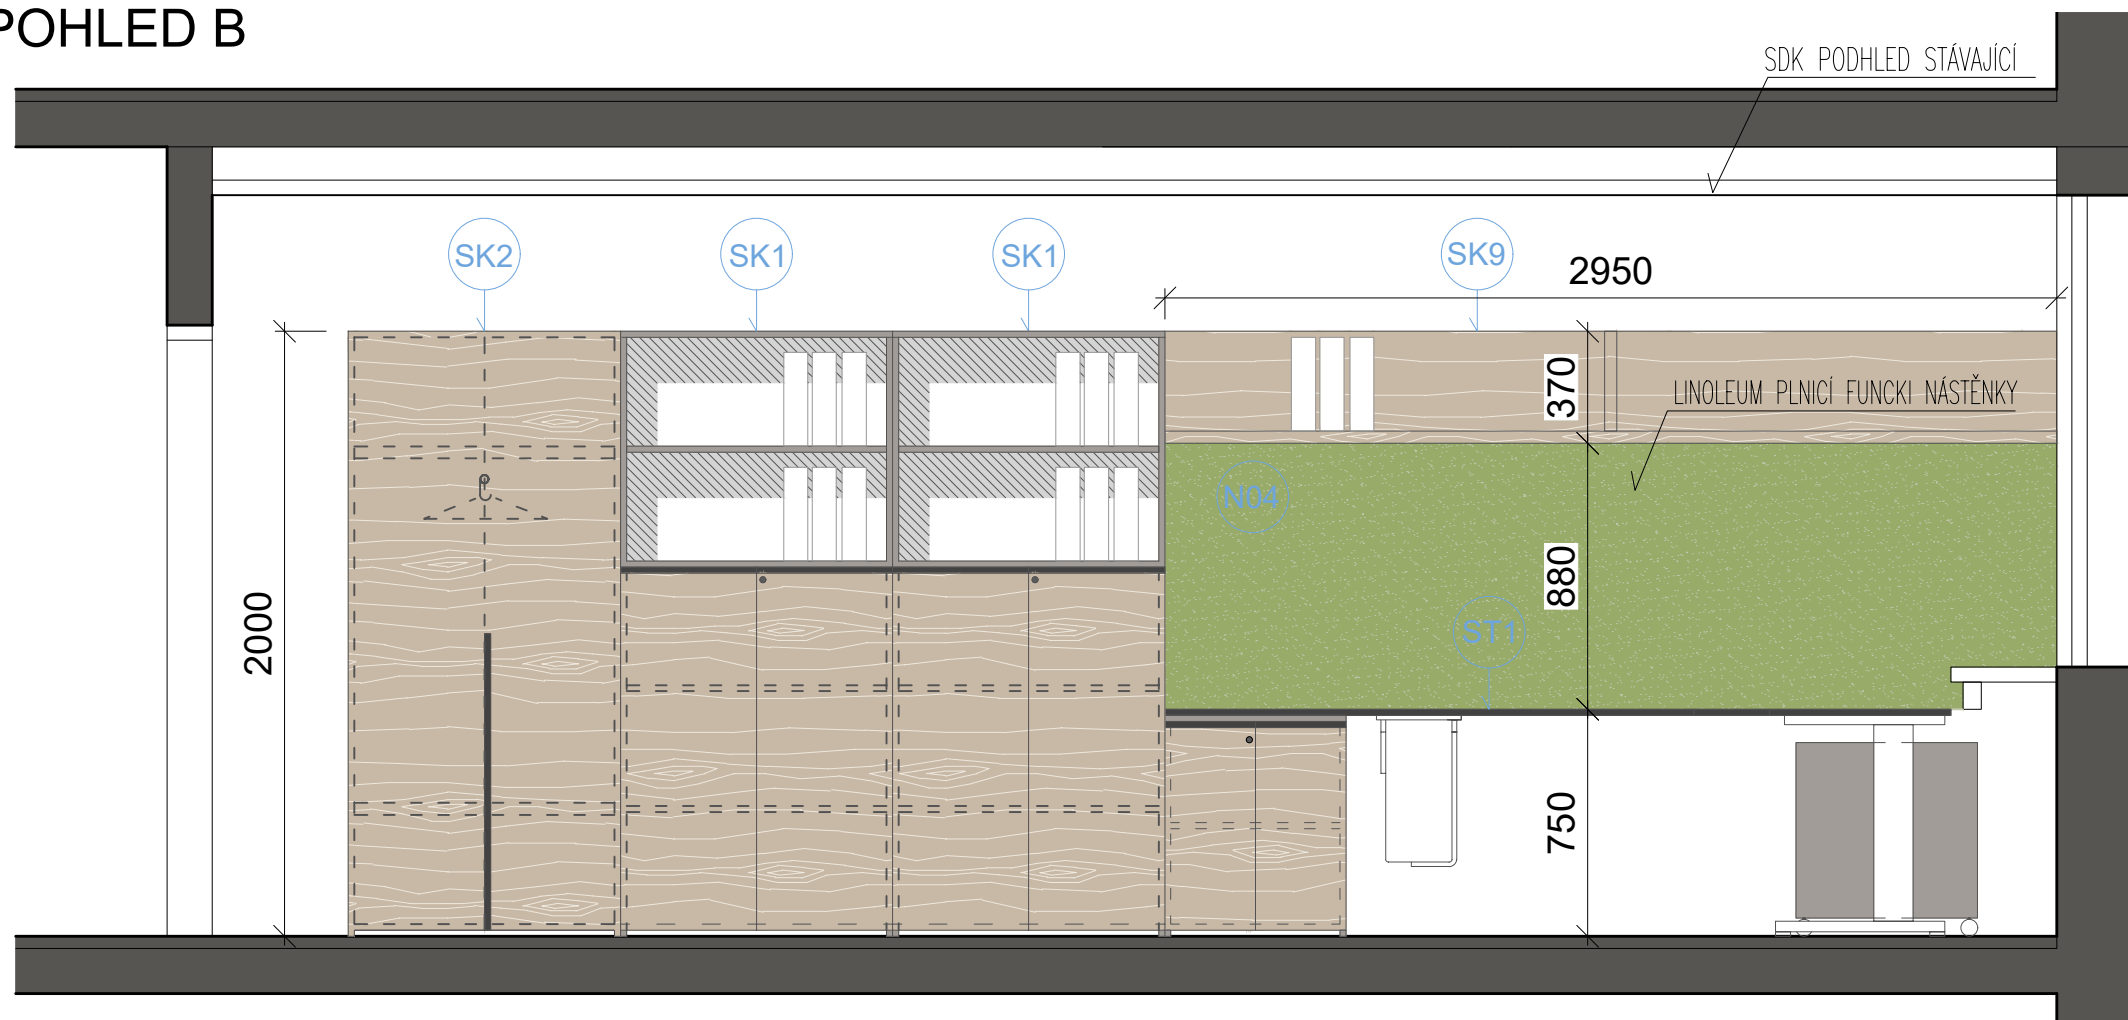 POHLED B
SDK PODHLED STÁVAJÍCÍ
SK2
SK1
SK1
SK9
2950
370
LINOLEUM PLNICÍ FUNCKI NÁSTĚNKY
N04
880
2000
ST1
750